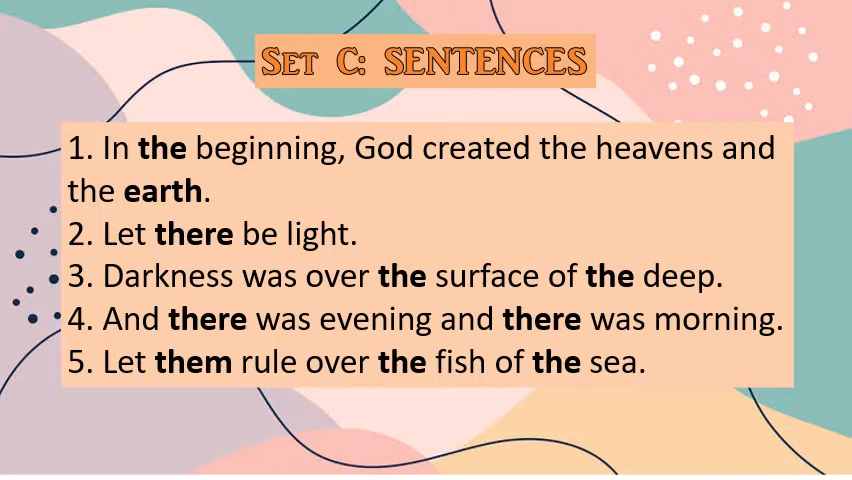 Set C: SENTENCES
1. In the beginning, God created the heavens and
the earth.
2. Let there be light.
3. Darkness was over the surface of the deep.
4. And there was evening and there was morning.
5. Let them rule over the fish of the sea.